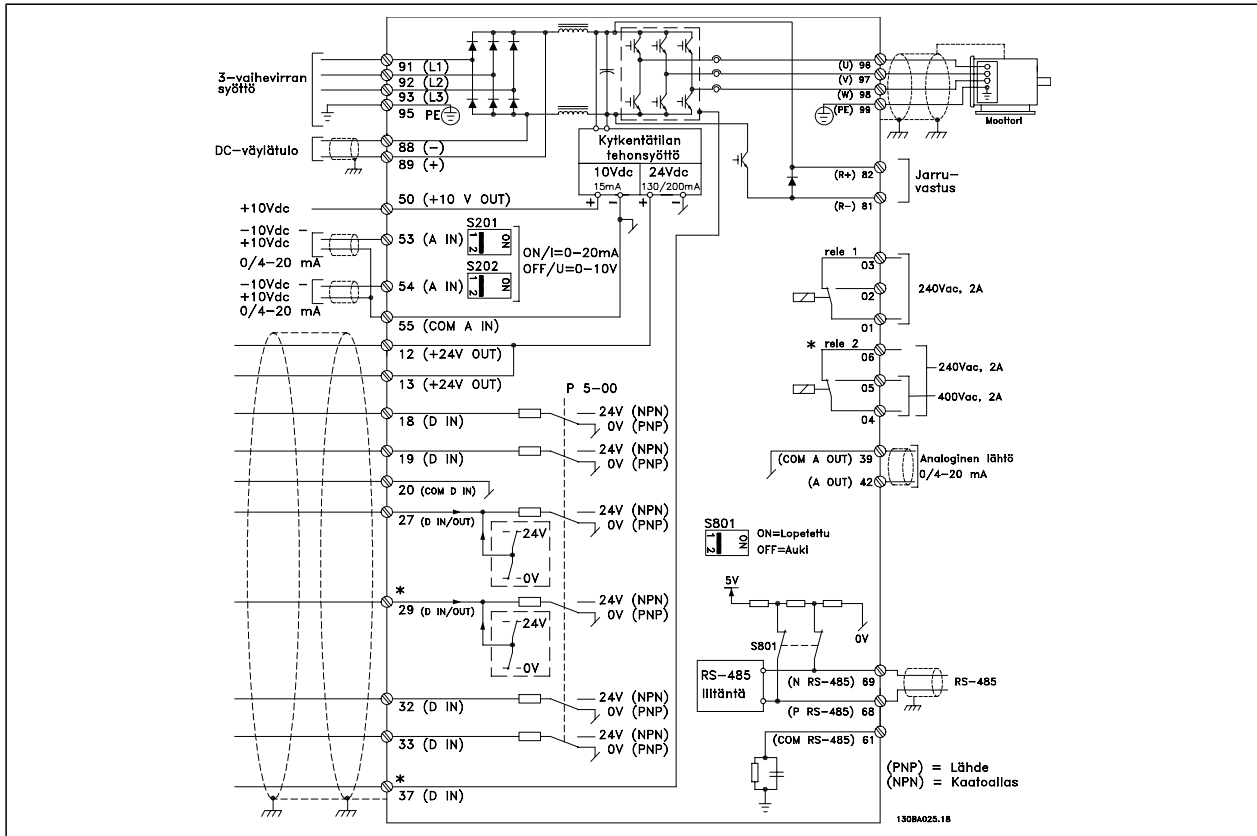 3-vaihevirran
syöttö
91 (L1)
92 (L2)
93 (L3)
95 PE
DC-väylätulo
88 (-)
89 (+)
+10Vdc
50 (+10 V OUT)
-10Vdc -
+10Vdc
0/4-20 mA
53 (A IN)
S201
1 2
ON
ON/I=0-20mA
OFF/U=0-10V
S202
1 2
ON
-10Vdc -
+10Vdc
0/4-20 mA
54 (A IN)
55 (COM A IN)
12 (+24V OUT)
13 (+24V OUT)
P 5-00
18 (D IN)
24V (NPN)
0V (PNP)
19 (D IN)
24V (NPN)
0V (PNP)
20 (COM D IN)
27 (D IN/OUT)
24V (NPN)
0V (PNP)
24V
0V
*
29 (D IN/OUT)
24V (NPN)
0V (PNP)
24V
0V
32 (D IN)
24V (NPN)
0V (PNP)
33 (D IN)
24V (NPN)
0V (PNP)
*
37 (D IN)
Kytkentätilan
tehonsyöttö
10Vdc
15mA
24Vdc
130/200mA
+ - + -
(U) 96
(V) 97
(W) 98
(PE) 99
Moottori
(R+) 82
(R-) 81
Jarru-
vastus
rele 1
03
02
01
240Vac, 2A
* rele 2
06
05
04
240Vac, 2A
400Vac, 2A
(COM A OUT) 39
(A OUT) 42
Analoginen lähtö
0/4-20 mA
S801
1 2
ON
ON=Lopetettu
OFF=Auki
5V
0V
S801
RS-485
liitäntä
(N RS-485) 69
(P RS-485) 68
RS-485
(COM RS-485) 61
(PNP) = Lähde
(NPN) = Kaatoallas
130BA025.18